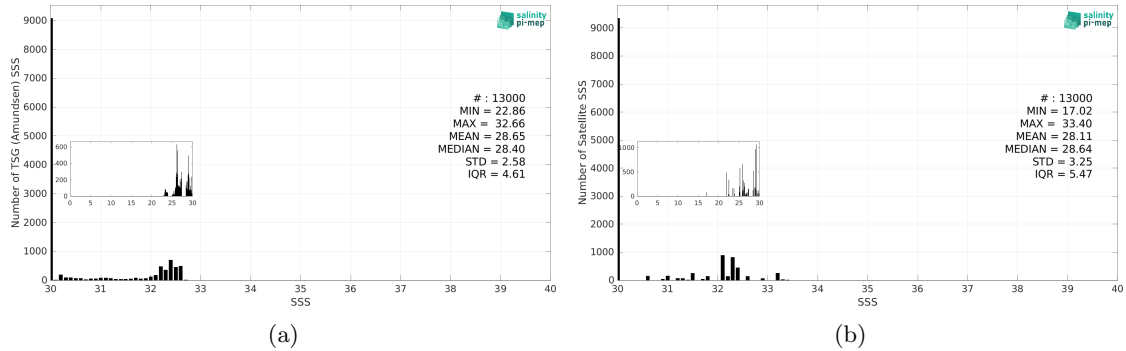 salinity
pi-mep
Number of TSG (Amundsen) SSS
9000
8000
7000
6000
5000
4000
3000
2000
1000
0
# : 13000
MIN = 22.86
MAX = 32.66
MEAN = 28.65
MEDIAN = 28.40
STD = 2.58
IQR = 4.61
600
400
200
0
0 5 10 15 20 25 30
30 31 32 33 34 35 36 37 38 39 40
SSS
(a)
salinity
pi-mep
Number of Satellite SSS
9000
8000
7000
6000
5000
4000
3000
2000
1000
0
# : 13000
MIN = 17.02
MAX = 33.40
MEAN = 28.11
MEDIAN = 28.64
STD = 3.25
IQR = 5.47
1000
500
0
0 5 10 15 20 25 30
30 31 32 33 34 35 36 37 38 39 40
SSS
(b)